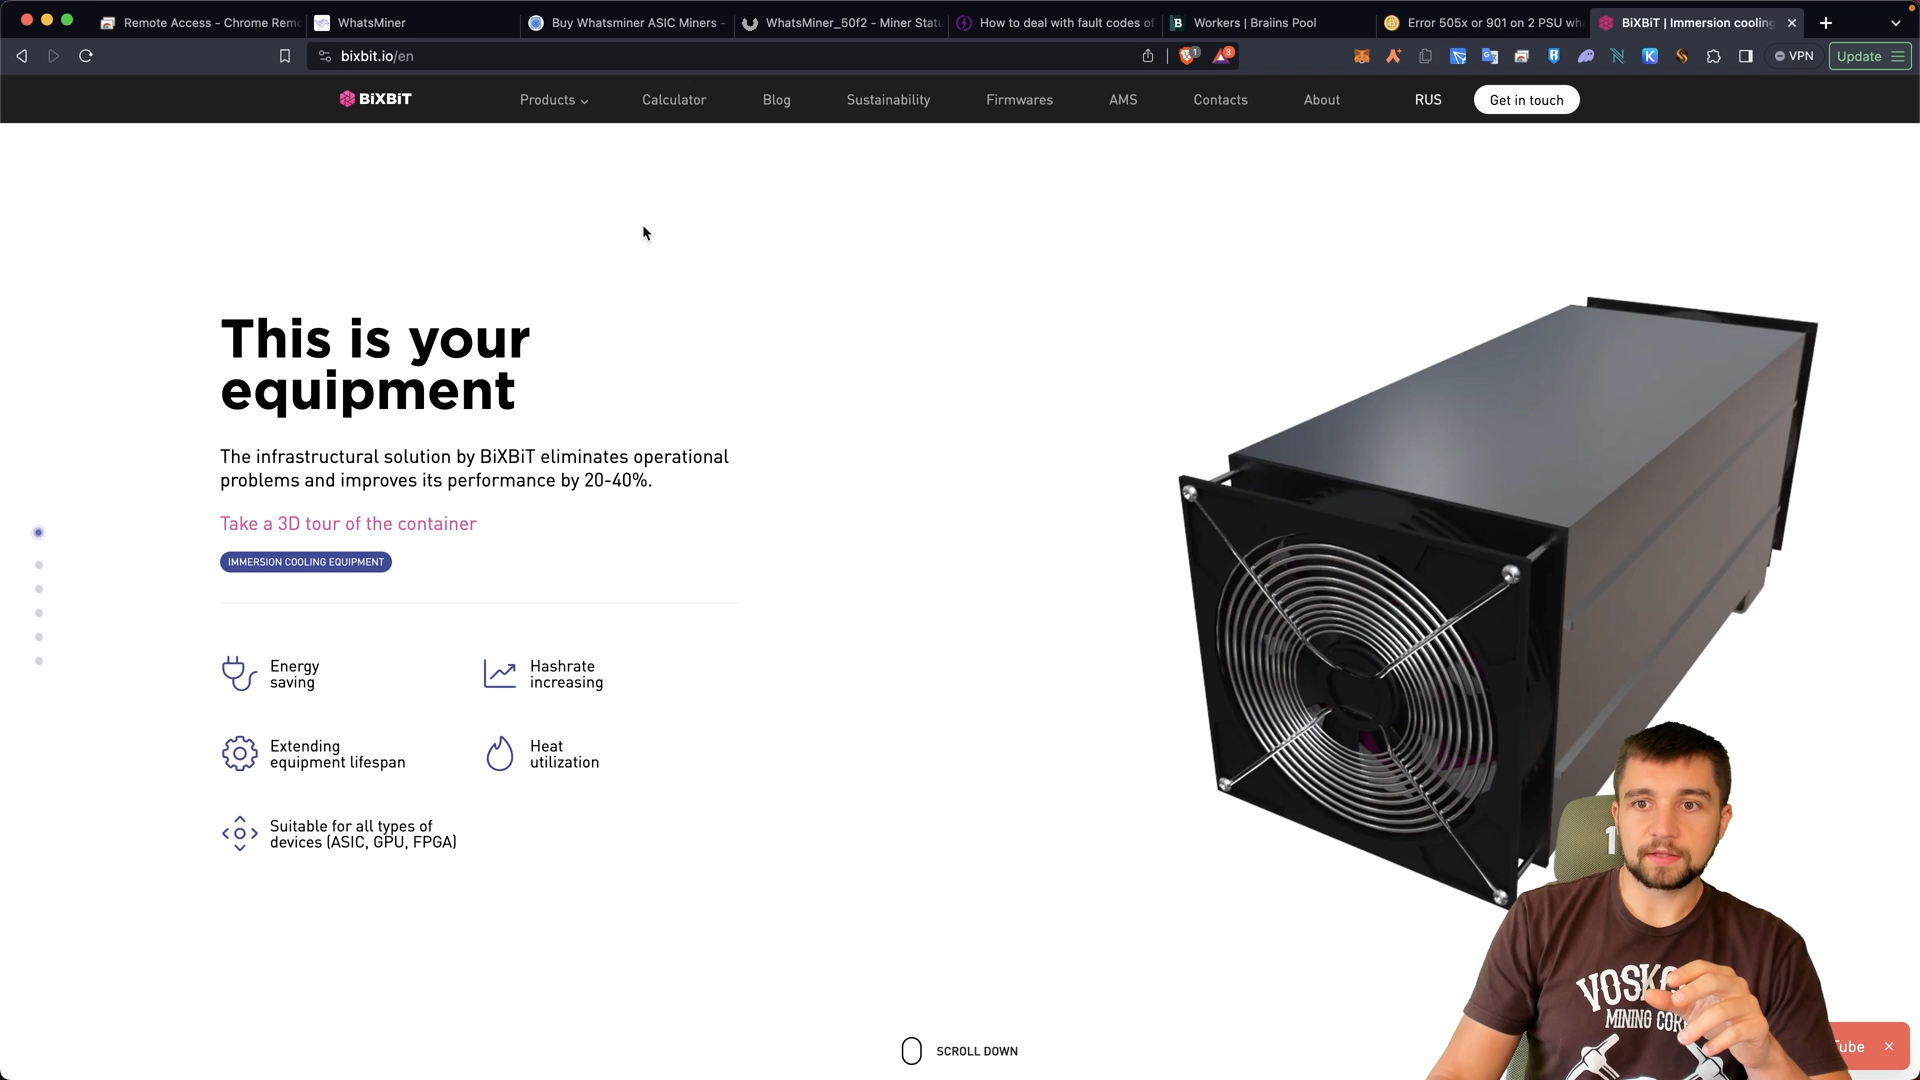 Remote Access - Chrome Remo
WhatsMiner
Buy Whatsminer ASIC Miners -
WhatsMiner_50f2 - Miner Statu
How to deal with fault codes of
Workers | Braiins Pool
Error 505x or 901 on 2 PSU wh
BiXBiT | Immersion cooling
bixbit.io/en
1
3
VPN
Update
BiXBiT
Products
Calculator
Blog
Sustainability
Firmwares
AMS
Contacts
About
RUS
Get in touch
This is your
equipment
The infrastructural solution by BiXBiT eliminates operational
problems and improves its performance by 20-40%.
Take a 3D tour of the container
IMMERSION COOLING EQUIPMENT
Energy
saving
Hashrate
increasing
Extending
equipment lifespan
Heat
utilization
Suitable for all types of
devices (ASIC, GPU, FPGA)
SCROLL DOWN
VOSK
MINING COR
ube